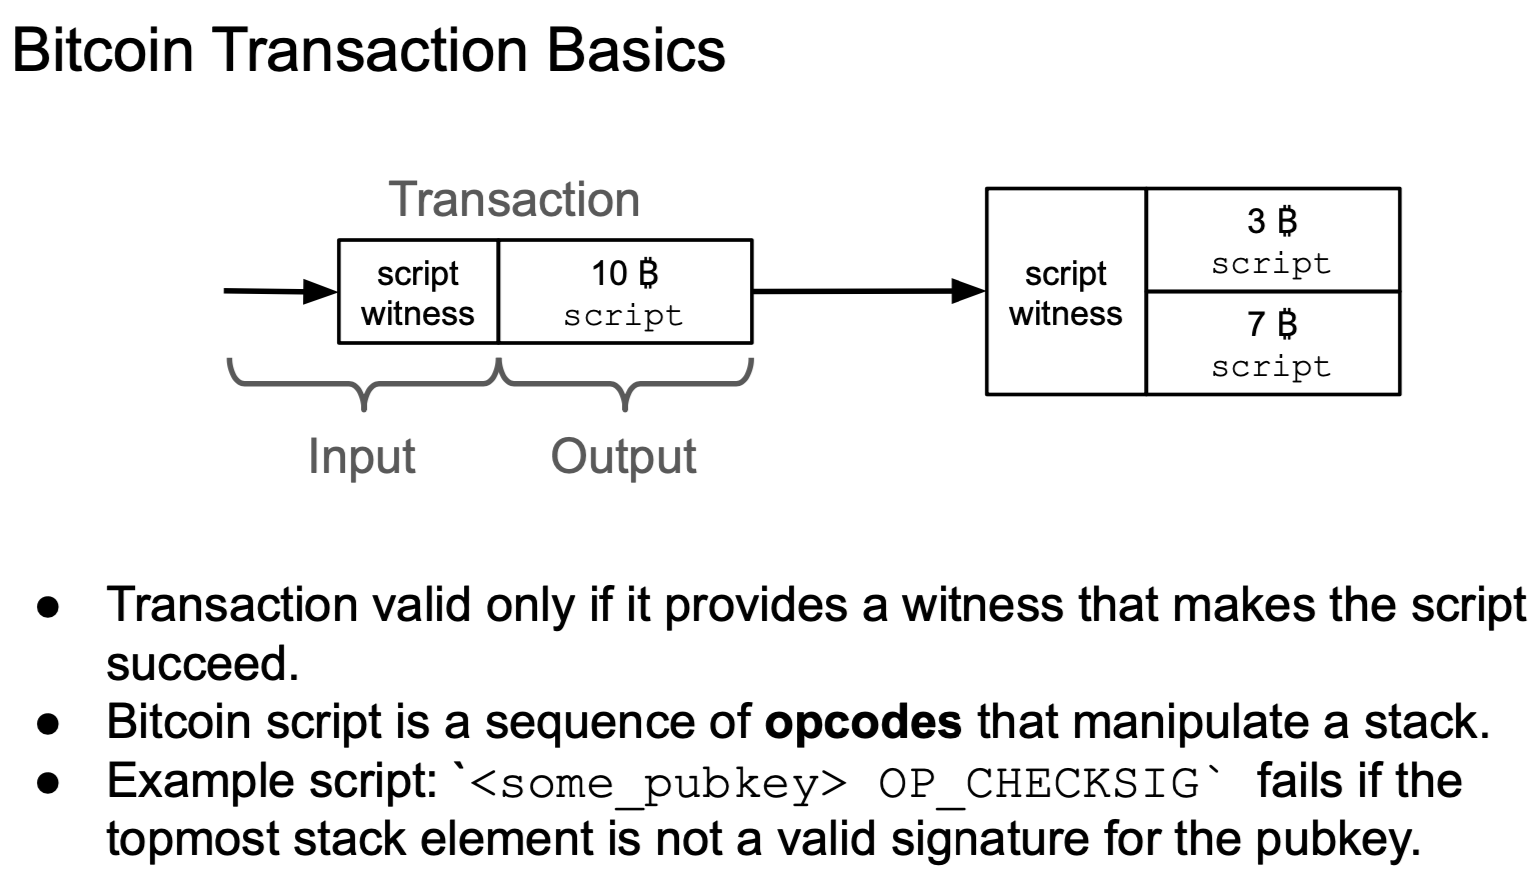 Bitcoin Transaction Basics
Transaction
script
witness
10 ₿
script
Input
Output
script
witness
3 ₿
script
7 ₿
script
● Transaction valid only if it provides a witness that makes the script
succeed.
● Bitcoin script is a sequence of opcodes that manipulate a stack.
● Example script: `<some_pubkey> OP_CHECKSIG` fails if the
topmost stack element is not a valid signature for the pubkey.